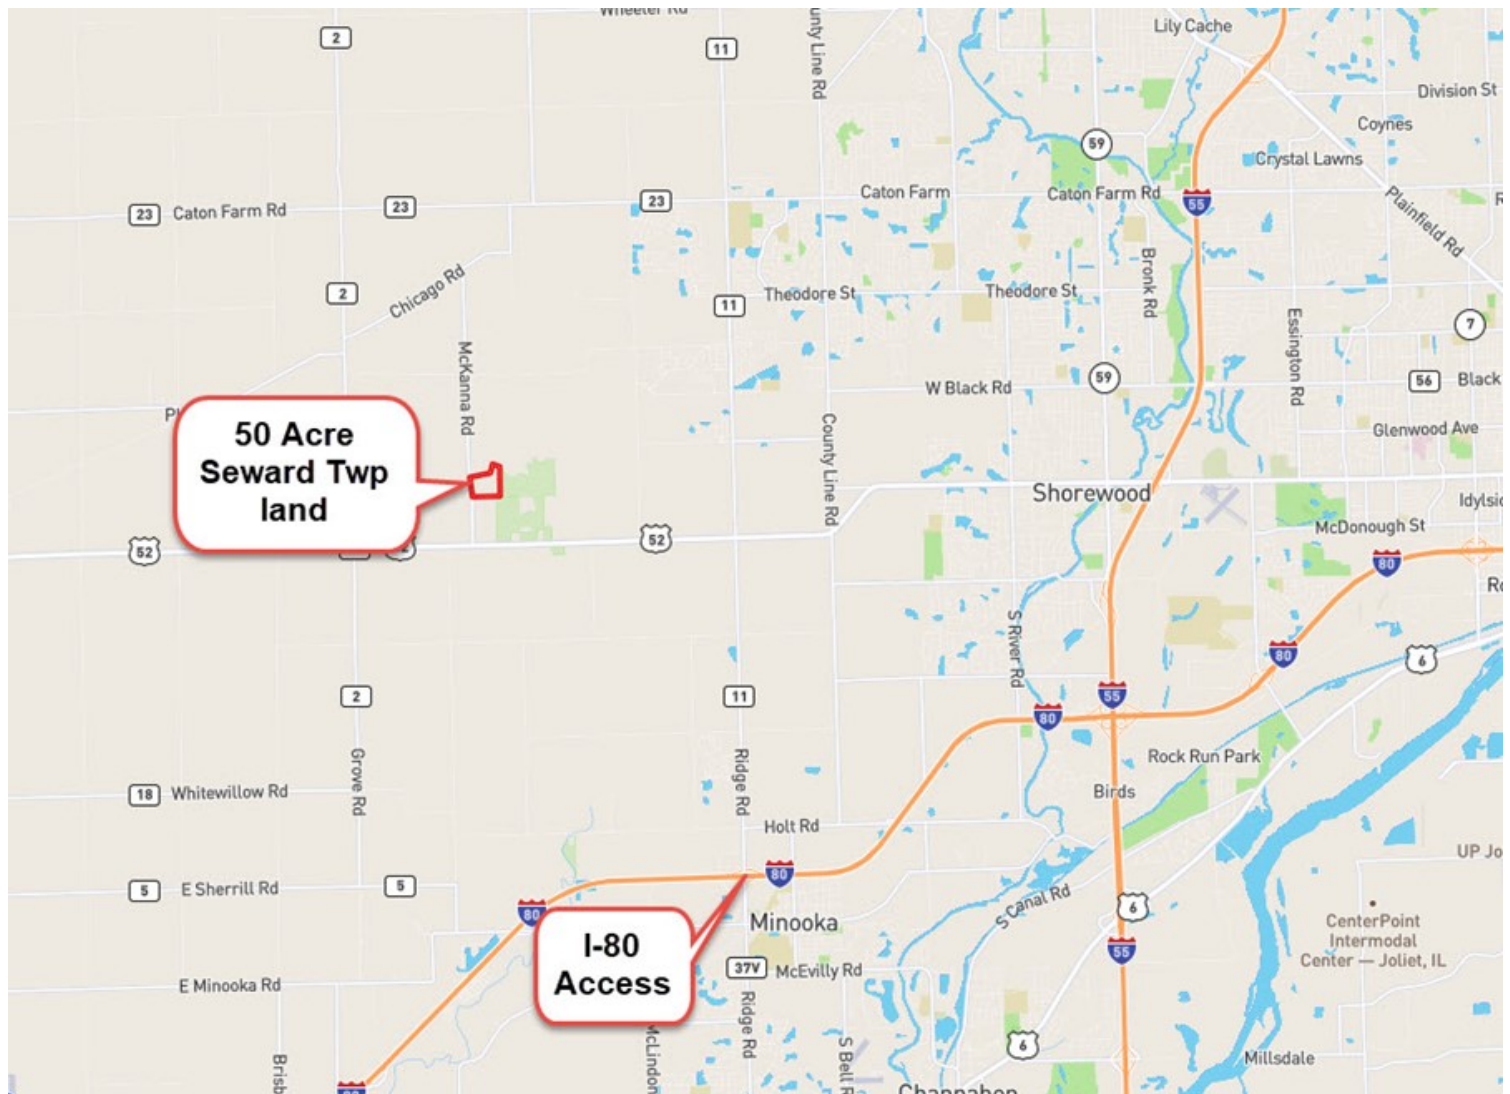 Wheeler Rd
Lily Cache
2
11
County Line Rd
Division St
Coynes
59
Crystal Lawns
Caton Farm
Caton Farm Rd
55
Plainfield Rd
23
Caton Farm Rd
23
23
Bronk Rd
Chicago Rd
2
Theodore St
Theodore St
11
Essington Rd
7
McKanna Rd
W Black Rd
59
56
Black
50 Acre
Seward Twp
land
County Line Rd
Glenwood Ave
Shorewood
McDonough St
52
52
80
S River Rd
80
6
2
11
55
80
Grove Rd
Ridge Rd
Rock Run Park
Birds
18
Whitewillow Rd
Holt Rd
80
5
E Sherrill Rd
5
80
Minooka
S Canal Rd
6
CenterPoint
Intermodal
Center — Joliet, IL
I-80
Access
55
37V
McEvilly Rd
E Minooka Rd
Ridge Rd
6
Millsdale